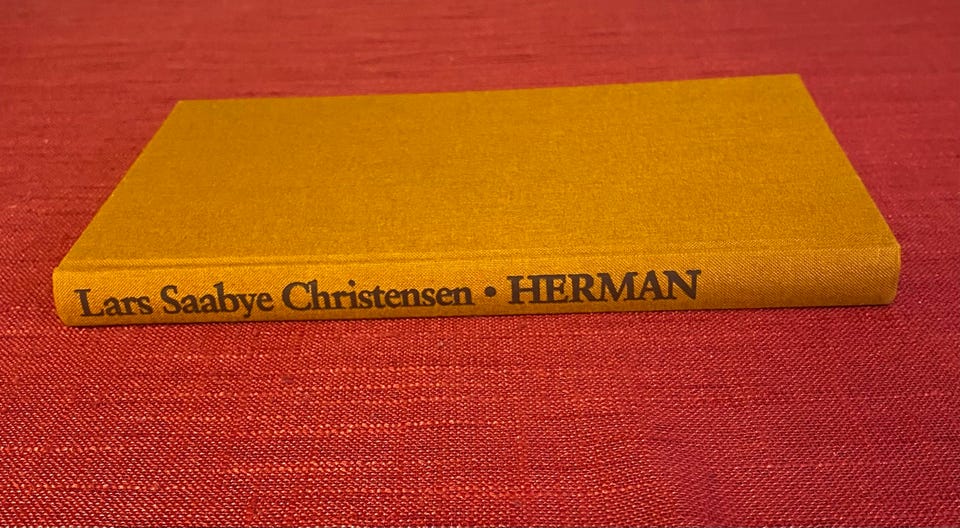 Lars Saabye Christensen • HERMAN